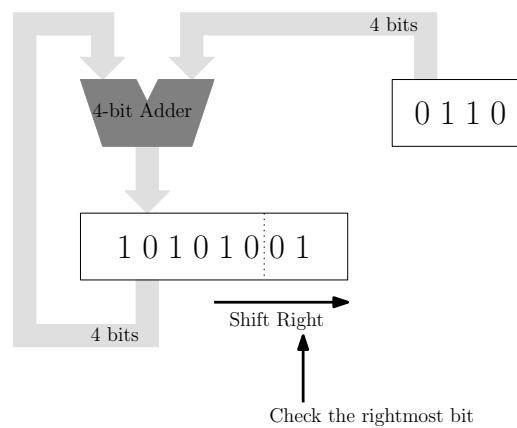 4 bits
4-bit Adder
0 1 1 0
1 0 1 0 1 0 0 1
Shift Right
4 bits
Check the rightmost bit